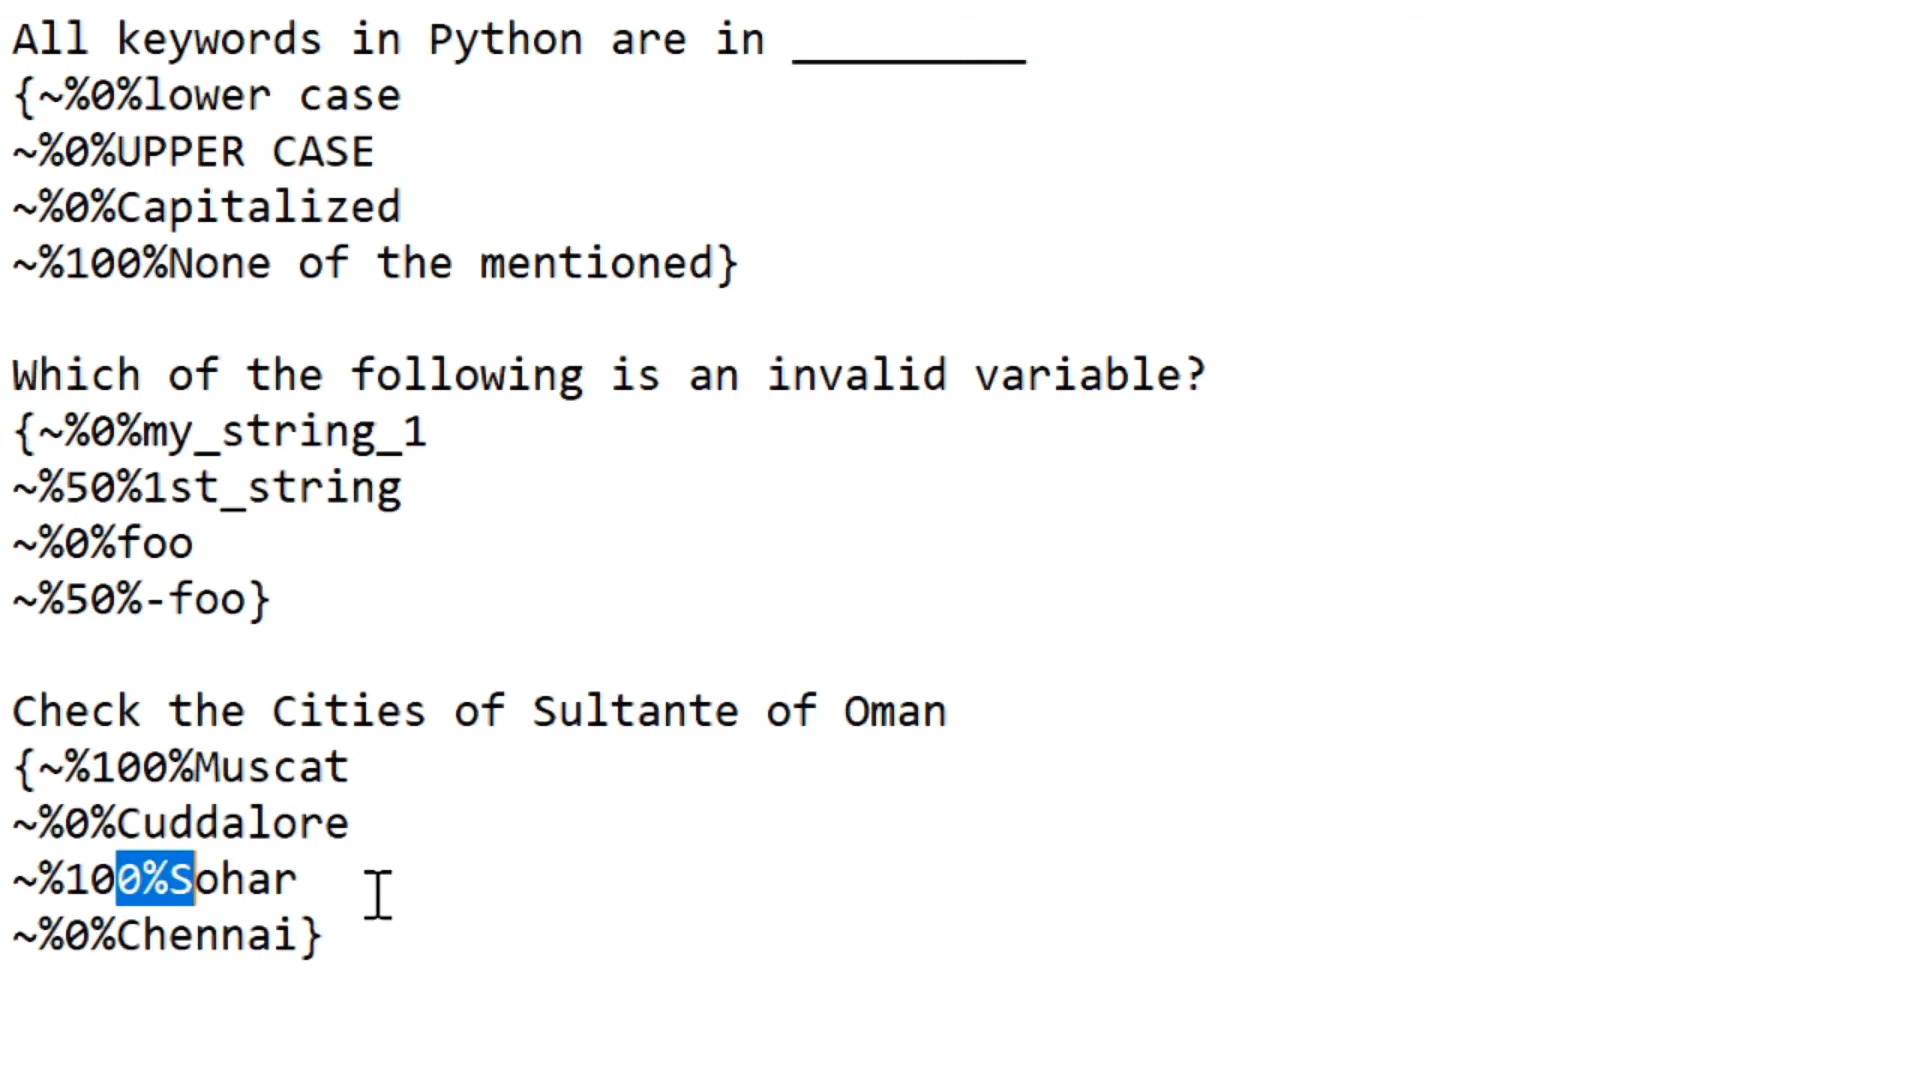 All keywords in Python are in _________
{~%0%lower case
~%0%UPPER CASE
~%0%Capitalized
~%100%None of the mentioned}
Which of the following is an invalid variable?
{~%0%my_string_1
~%50%1st_string
~%0%foo
~%50%-foo}
Check the Cities of Sultante of Oman
{~%100%Muscat
~%0%Cuddalore
~%100%Sohar
~%0%Chennai}